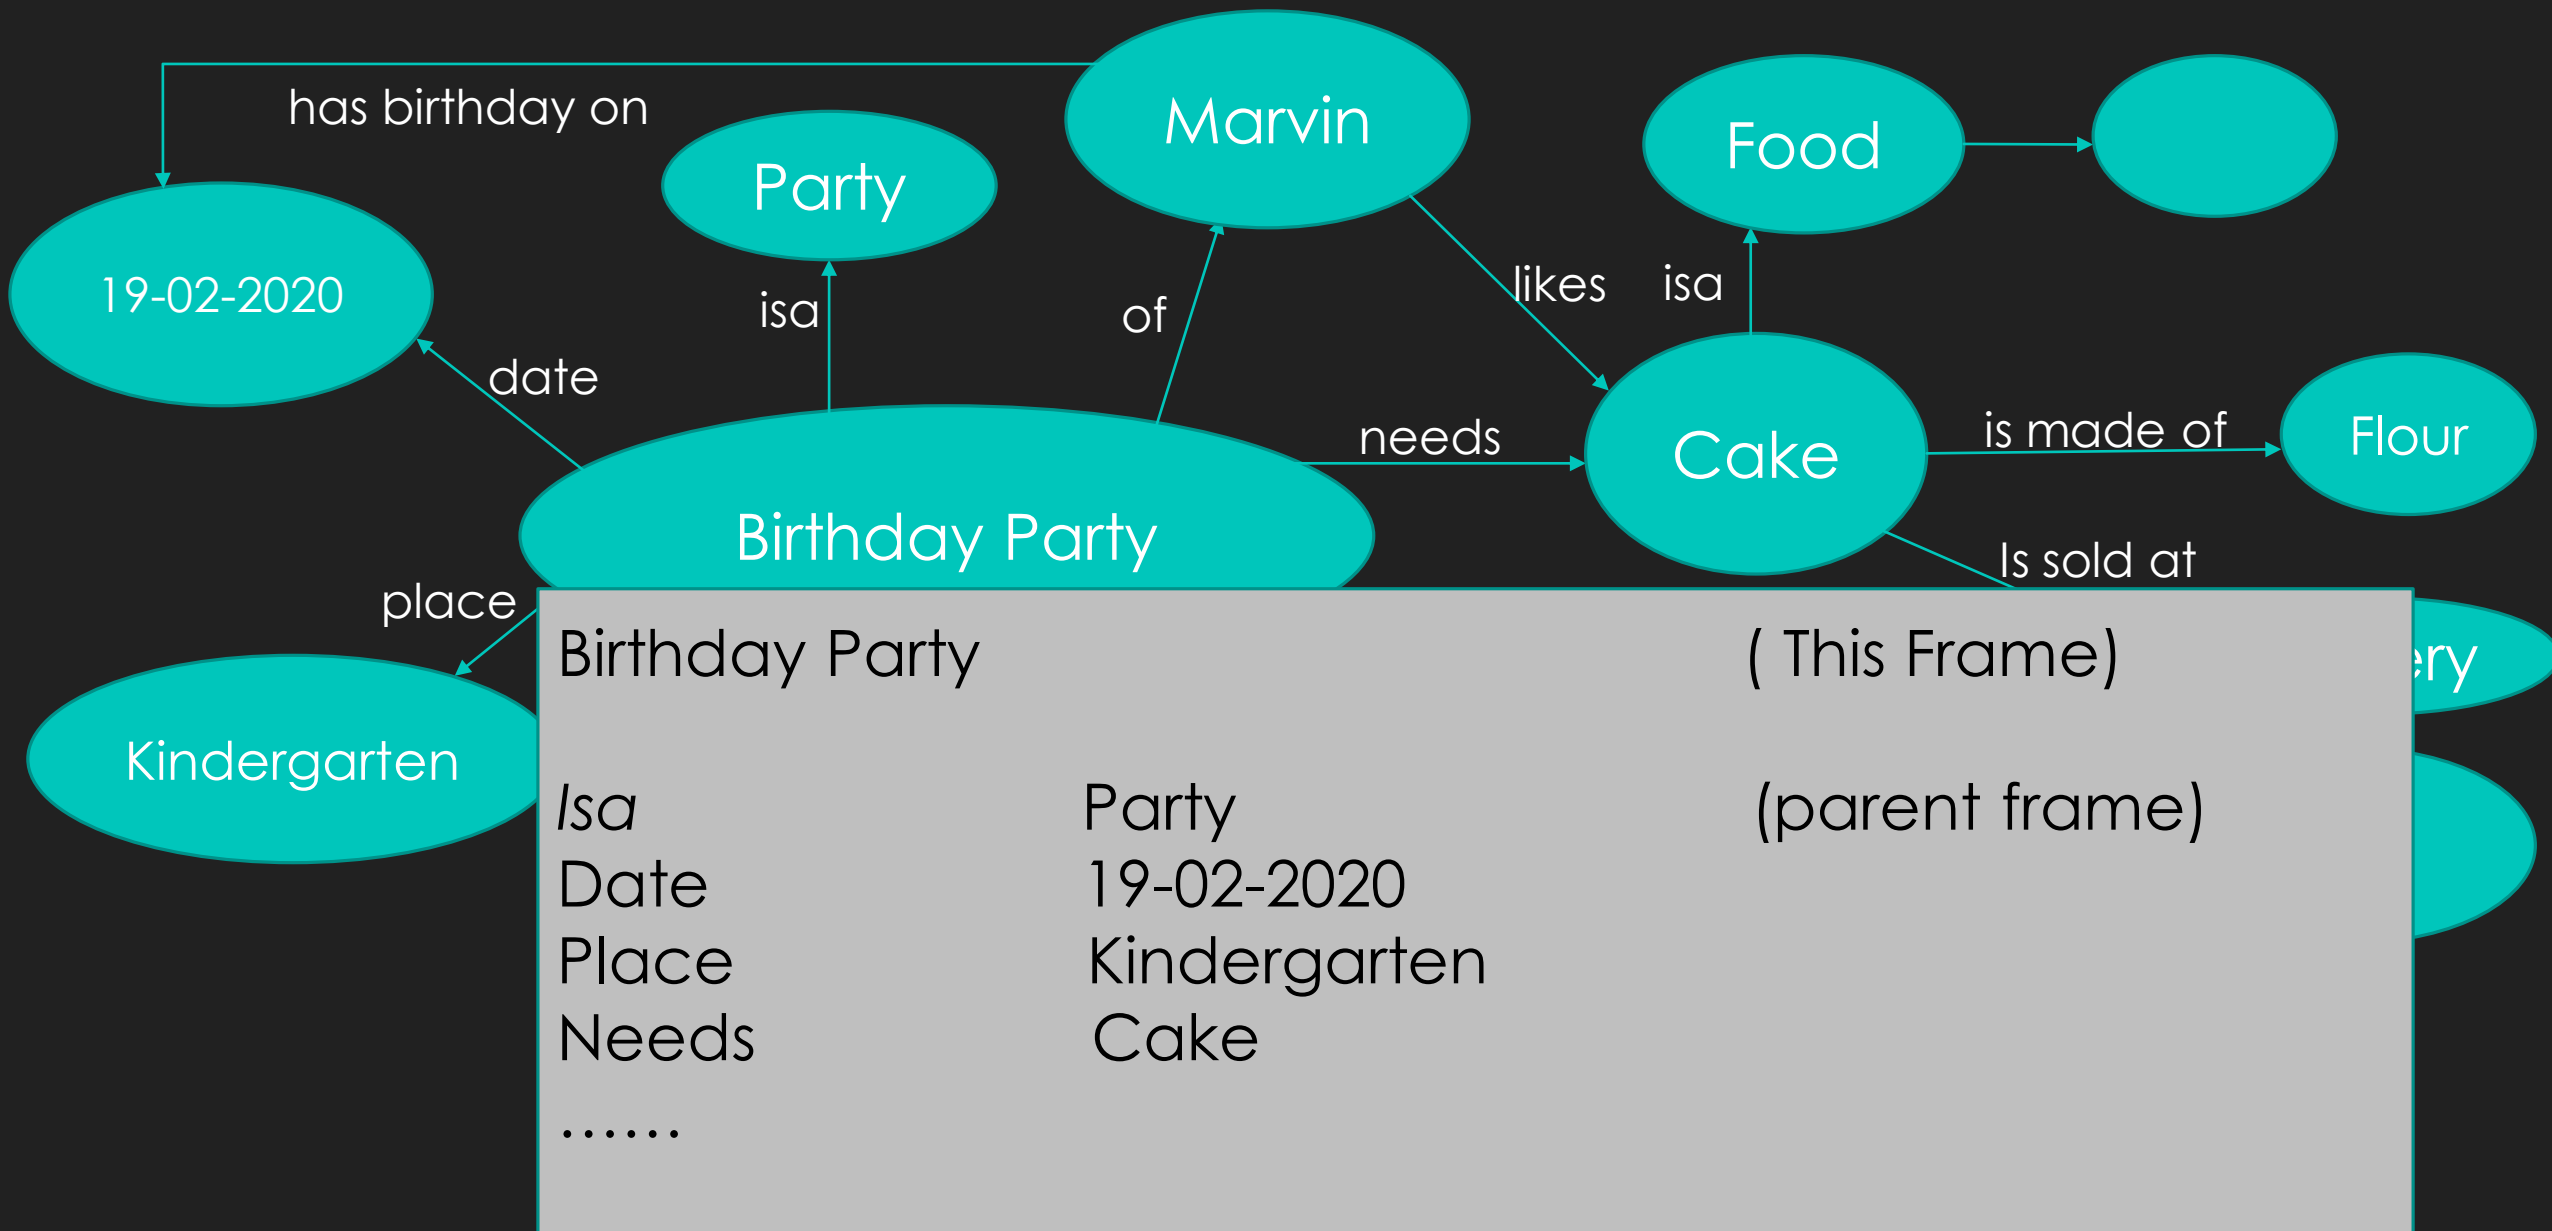 has birthday on
Marvin
Food
Party
19-02-2020
isa
of
likes
isa
date
needs
Cake
is made of
Flour
Birthday Party
Is sold at
place
Kindergarten
Birthday Party ( This Frame)
ery
Isa Party (parent frame)
Date 19-02-2020
Place Kindergarten
Needs Cake
......